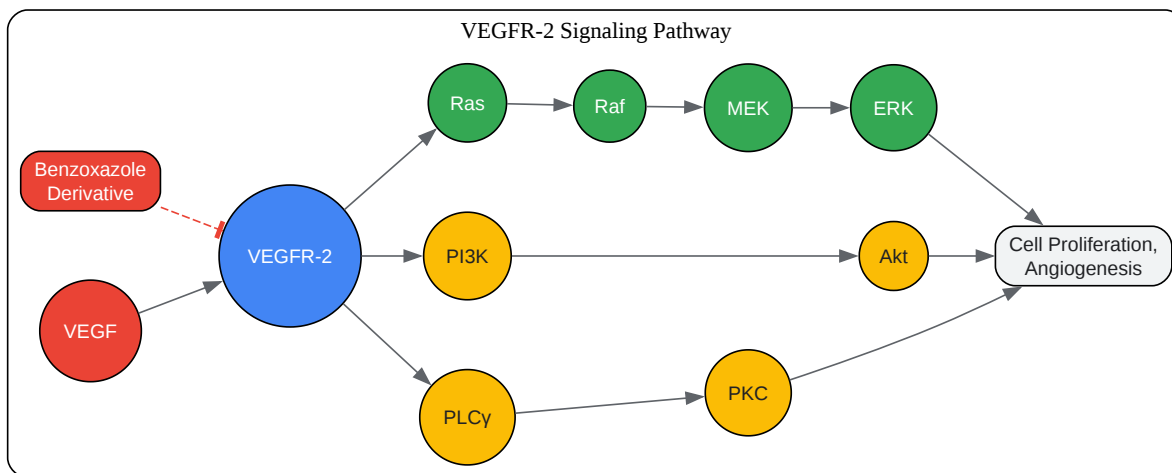 VEGFR-2 Signaling Pathway
Ras
Raf
MEK
ERK
Benzoxazole
Derivative
VEGFR-2
PI3K
Akt
Cell Proliferation,
Angiogenesis
VEGF
PLCγ
PKC